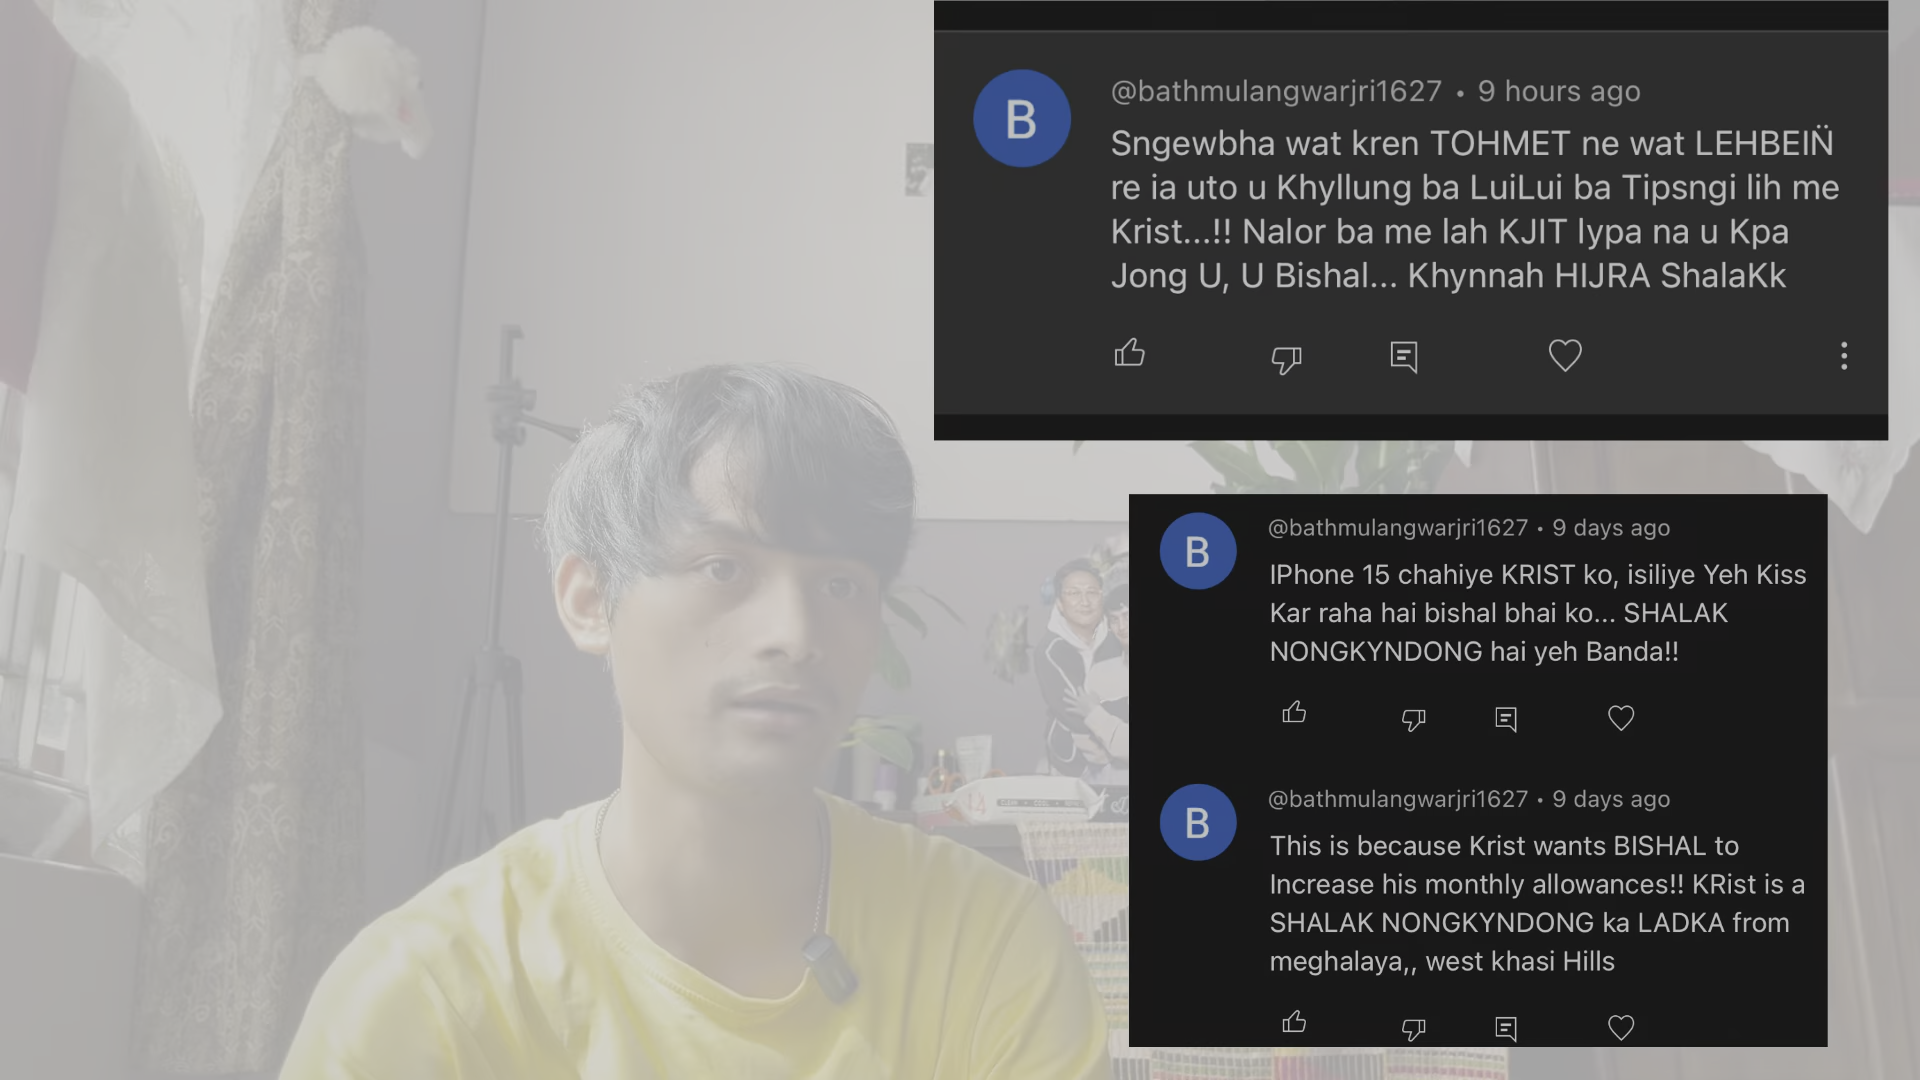 B
@bathmulangwarjri1627 • 9 hours ago
Sngewbha wat kren TOHMET ne wat LEHBEIN̈
re ia uto u Khyllung ba LuiLui ba Tipsngi lih me
Krist...!! Nalor ba me lah KJIT lypa na u Kpa
Jong U, U Bishal... Khynnah HIJRA ShalaKk
B
@bathmulangwarjri1627 • 9 days ago
IPhone 15 chahiye KRIST ko, isiliye Yeh Kiss
Kar raha hai bishal bhai ko... SHALAK
NONGKYNDONG hai yeh Banda!!
B
@bathmulangwarjri1627 • 9 days ago
This is because Krist wants BISHAL to
Increase his monthly allowances!! KRist is a
SHALAK NONGKYNDONG ka LADKA from
meghalaya,, west khasi Hills